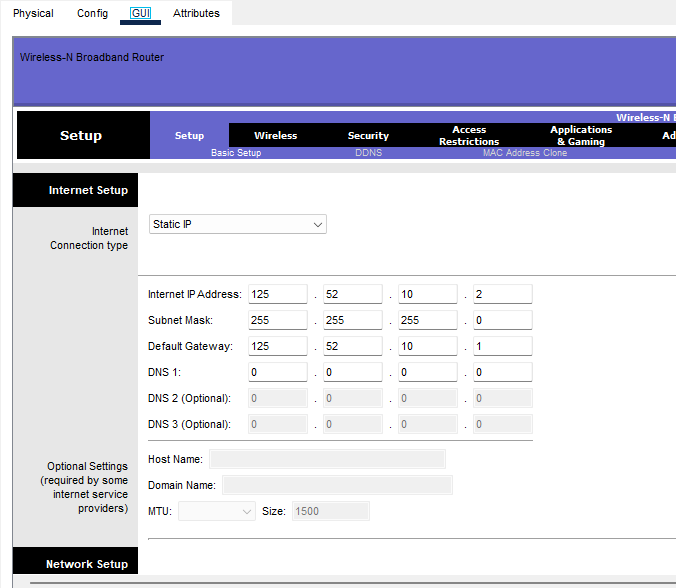 Physical Config GUI Attributes
Wireless-N Broadband Router
Wireless-N
Setup
Setup Wireless Security Access Restrictions Applications & Gaming
Basic Setup DDNS MAC Address Clone
Internet Setup
Internet Connection type
Static IP
Internet IP Address: 125 . 52 . 10 . 2
Subnet Mask: 255 . 255 . 255 . 0
Default Gateway: 125 . 52 . 10 . 1
DNS 1: 0 . 0 . 0 . 0
DNS 2 (Optional): 0 . 0 . 0 . 0
DNS 3 (Optional): 0 . 0 . 0 . 0
Optional Settings
(required by some
internet service
providers)
Host Name:
Domain Name:
MTU: Size: 1500
Network Setup